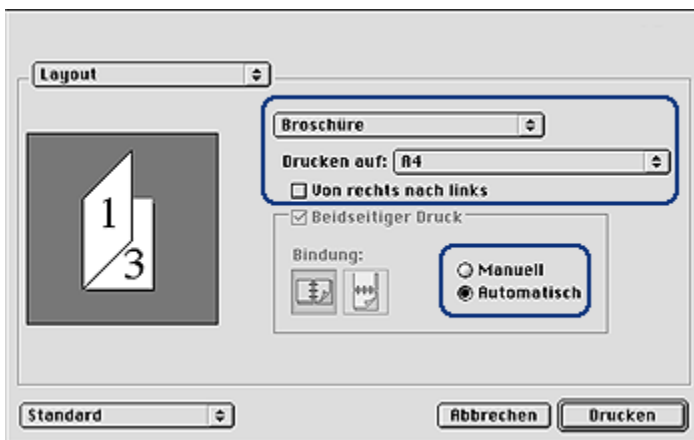 Layout
Broschüre
Drucken auf: A4
Von rechts nach links
Beidseitiger Druck
1
3
Bindung:
Manuell
Automatisch
Standard
Abbrechen
Drucken